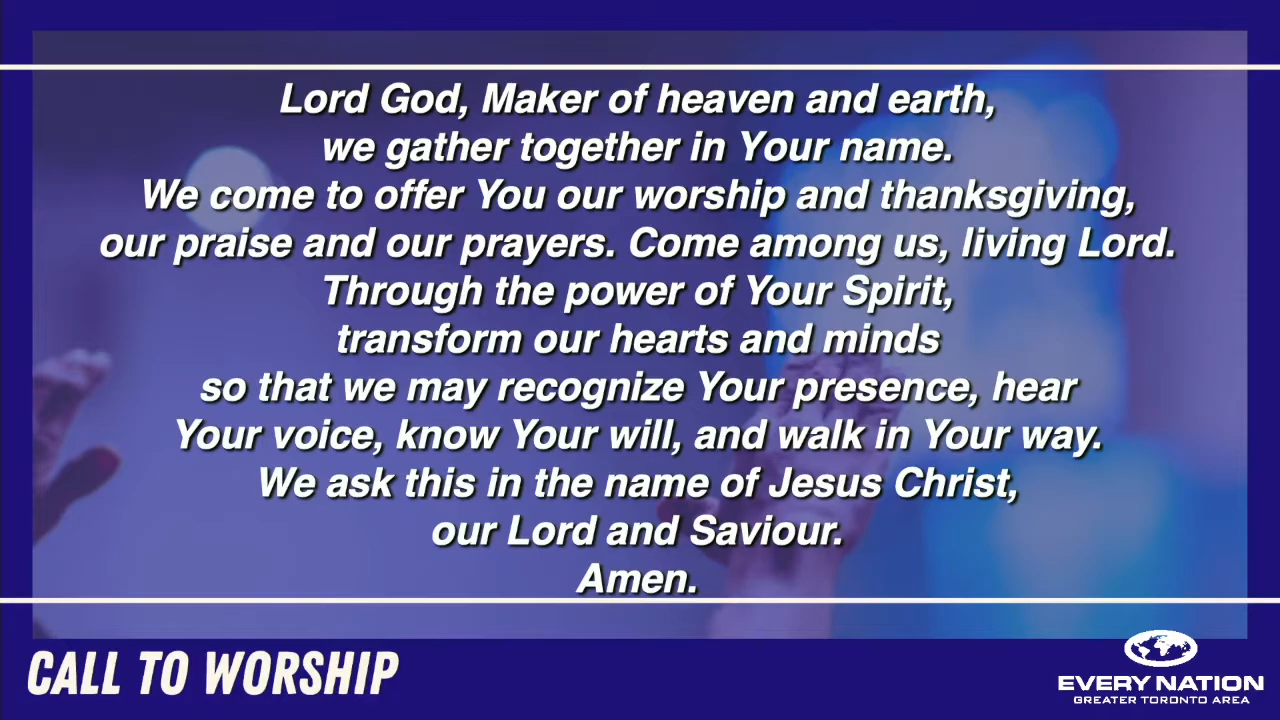 Lord God, Maker of heaven and earth,
we gather together in Your name.
We come to offer You our worship and thanksgiving,
our praise and our prayers. Come among us, living Lord.
Through the power of Your Spirit,
transform our hearts and minds
so that we may recognize Your presence, hear
Your voice, know Your will, and walk in Your way.
We ask this in the name of Jesus Christ,
our Lord and Saviour.
Amen.
CALL TO WORSHIP
EVERY NATION
GREATER TORONTO AREA